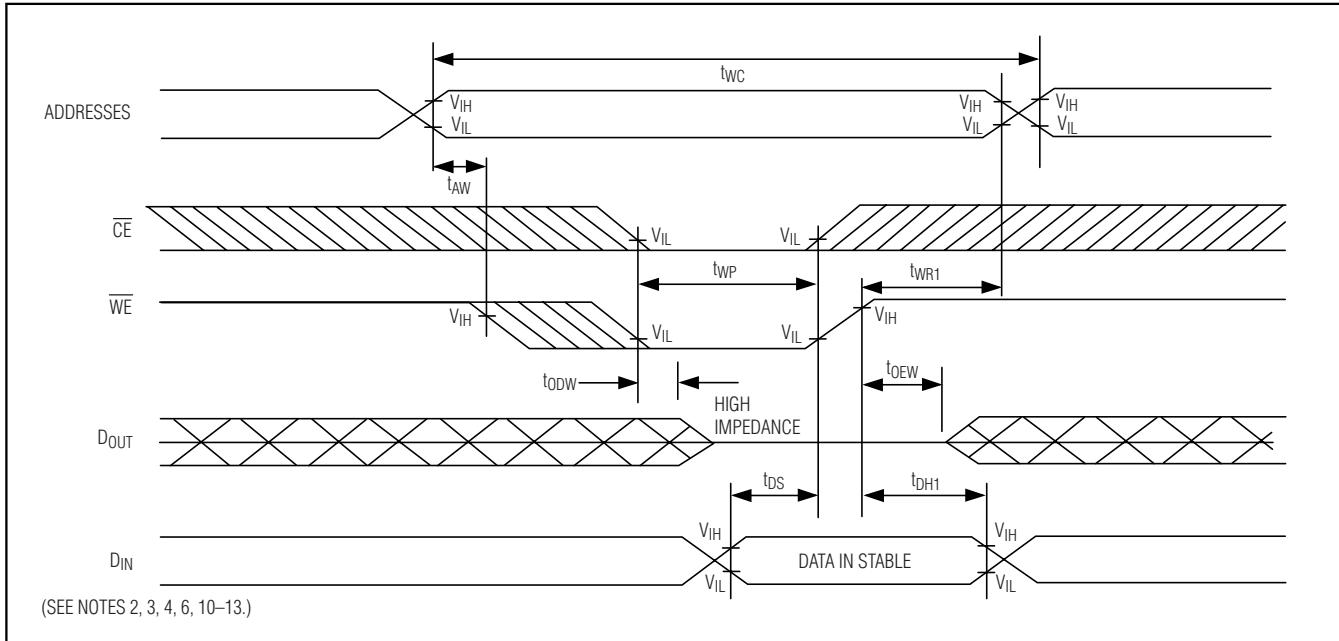 tWC
ADDRESSES
VIH
VIL
VIH
VIL
VIH
VIL
tAW
CE
VIL
VIL
tWP
tWR1
WE
VIH
VIL
VIL
VIH
tODW
tOEW
HIGH
IMPEDANCE
DOUT
tDS
tDH1
VIH
VIH
DIN
DATA IN STABLE
VIL
VIL
(SEE NOTES 2, 3, 4, 6, 10–13.)